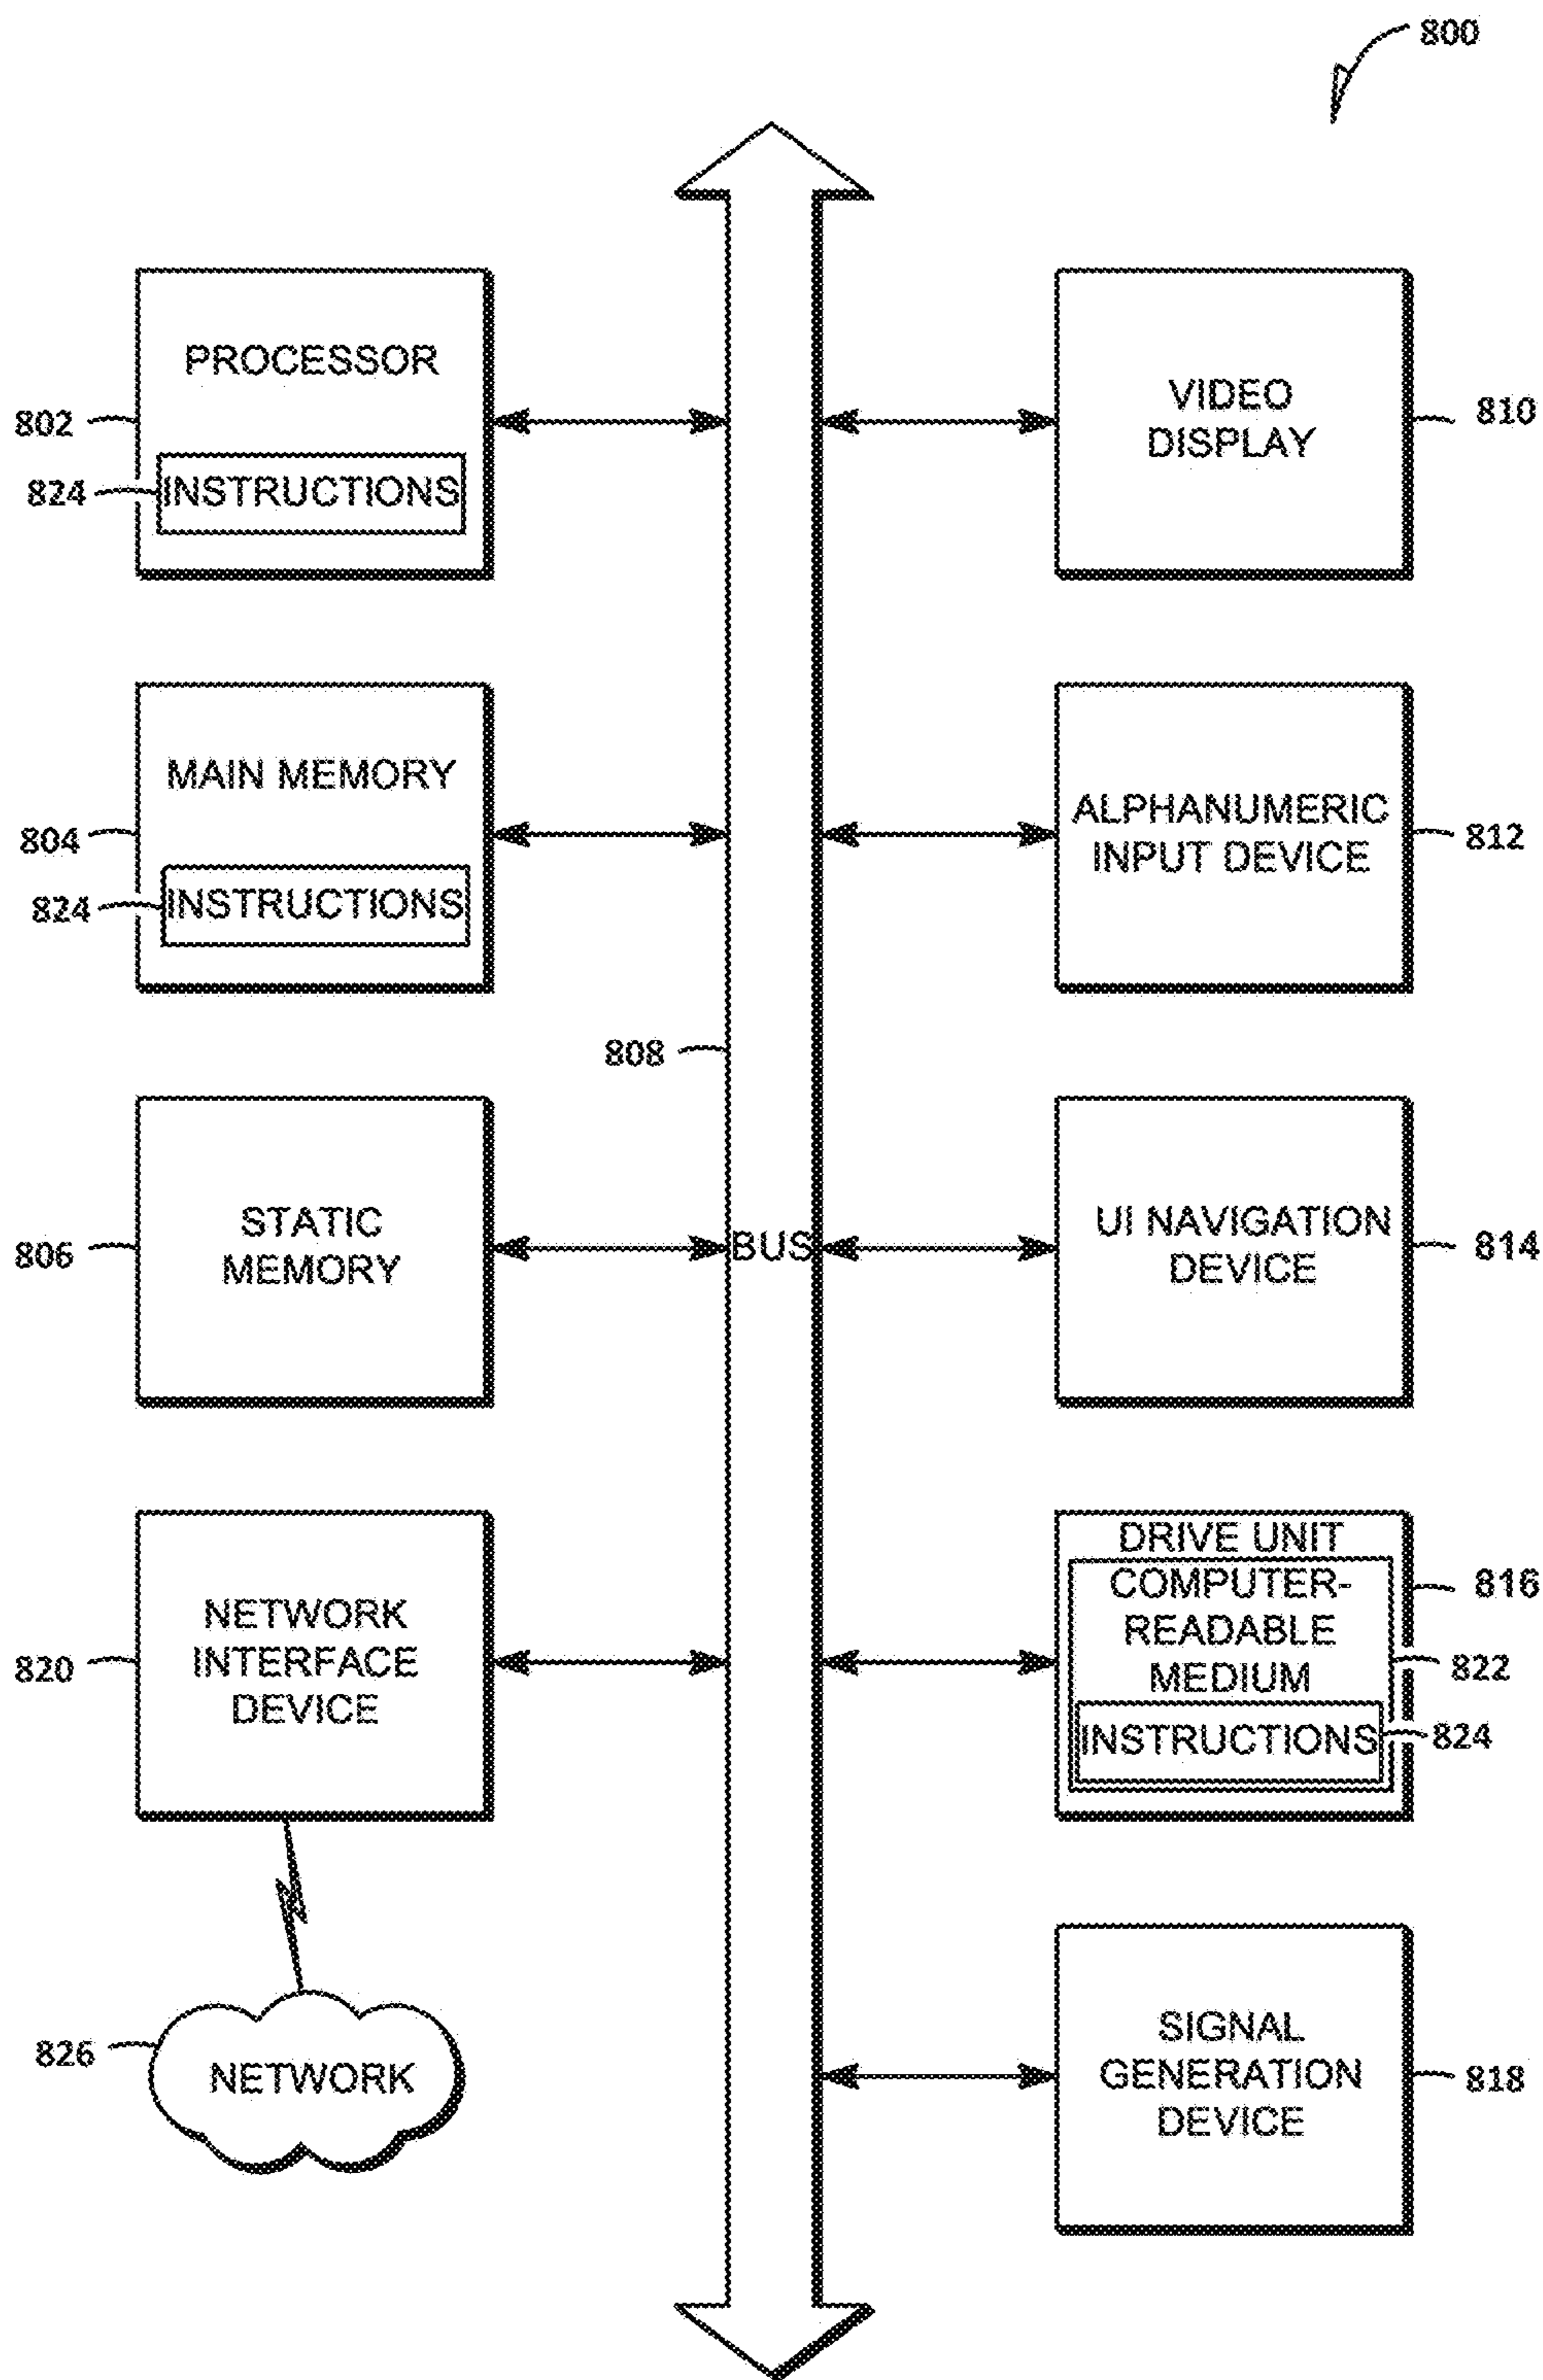 800
PROCESSOR
802
824
INSTRUCTIONS
VIDEO
DISPLAY
810
MAIN MEMORY
804
824
INSTRUCTIONS
ALPHANUMERIC
INPUT DEVICE
812
808
STATIC
MEMORY
806
BUS
UI NAVIGATION
DEVICE
814
NETWORK
INTERFACE
DEVICE
820
DRIVE UNIT
COMPUTER-
READABLE
MEDIUM
816
822
INSTRUCTIONS
824
826
NETWORK
SIGNAL
GENERATION
DEVICE
818